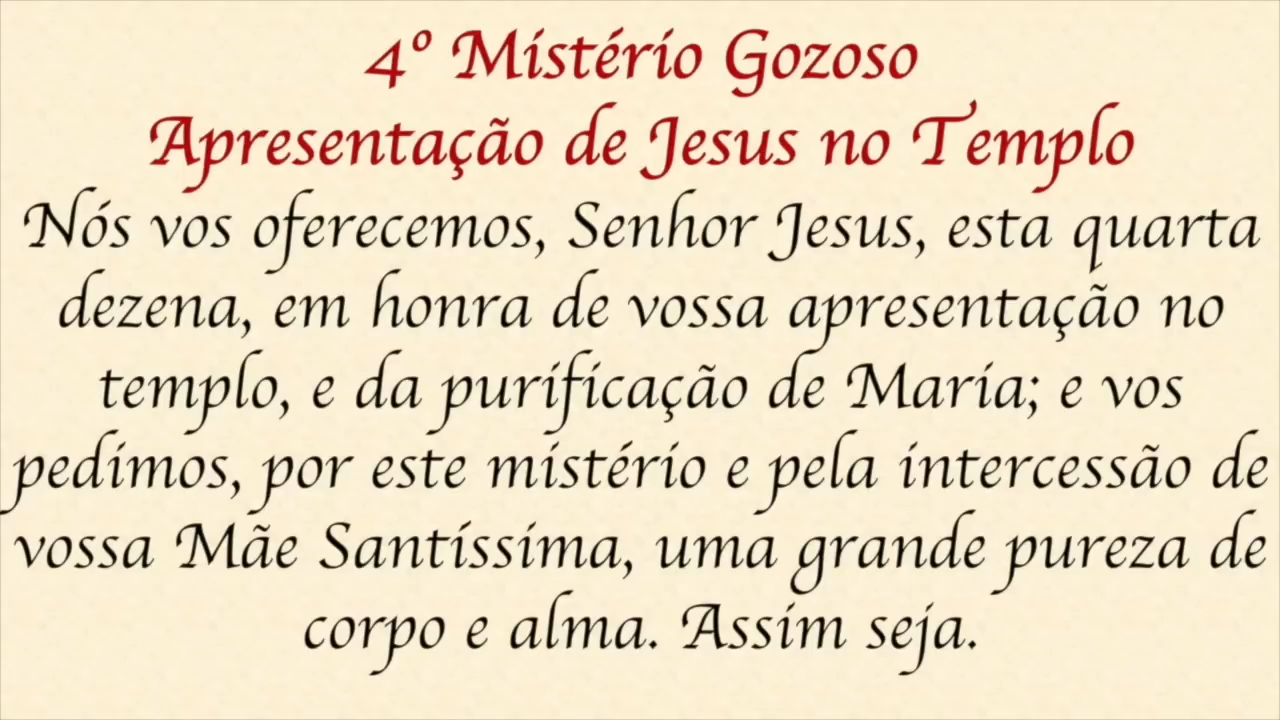 4º Mistério Gozoso
Apresentação de Jesus no Templo
Nós vos oferecemos, Senhor Jesus, esta quarta
dezena, em honra de vossa apresentação no
templo, e da purificação de Maria; e vos
pedimos, por este mistério e pela intercessão de
vossa Mãe Santíssima, uma grande pureza de
corpo e alma. Assim seja.